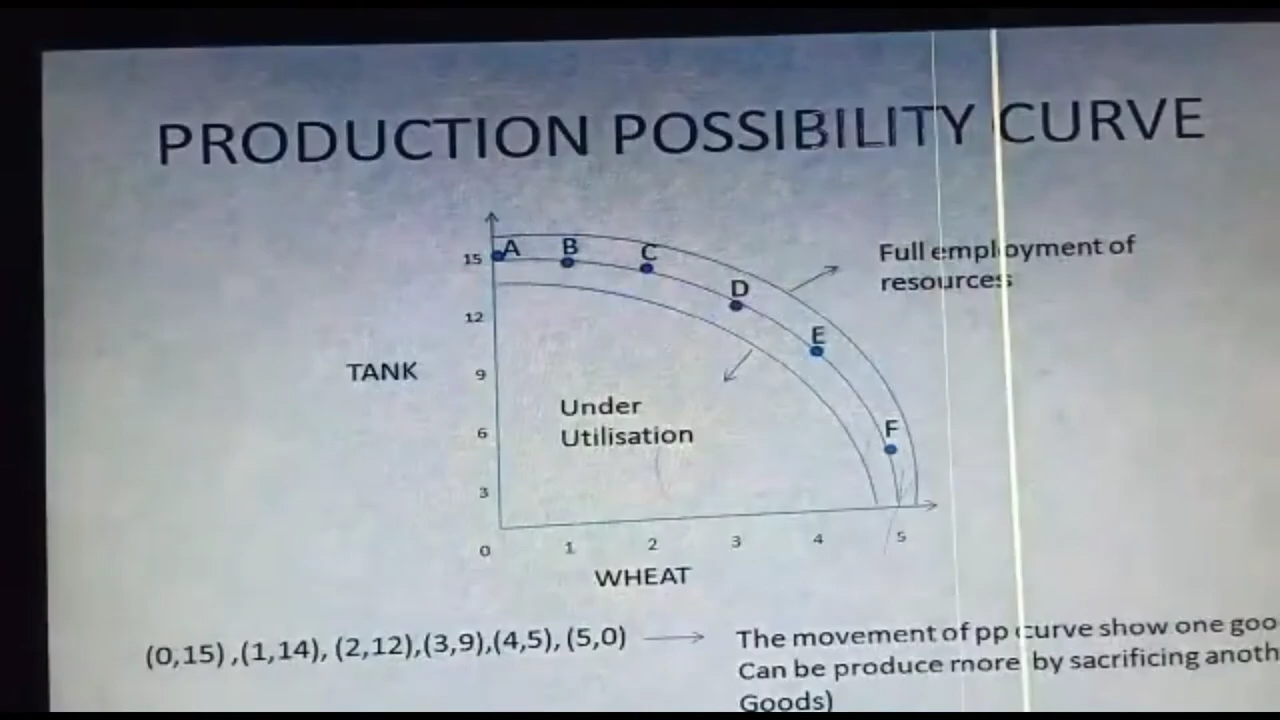 PRODUCTION POSSIBILITY CURVE
15
A
B
C
D
E
F
Full employment of
resources
12
TANK
9
Under
Utilisation
6
3
0
1
2
3
4
5
WHEAT
(0,15) ,(1,14), (2,12),(3,9),(4,5), (5,0)
The movement of pp curve show one goo
Can be produce more by sacrificing anoth
Goods)